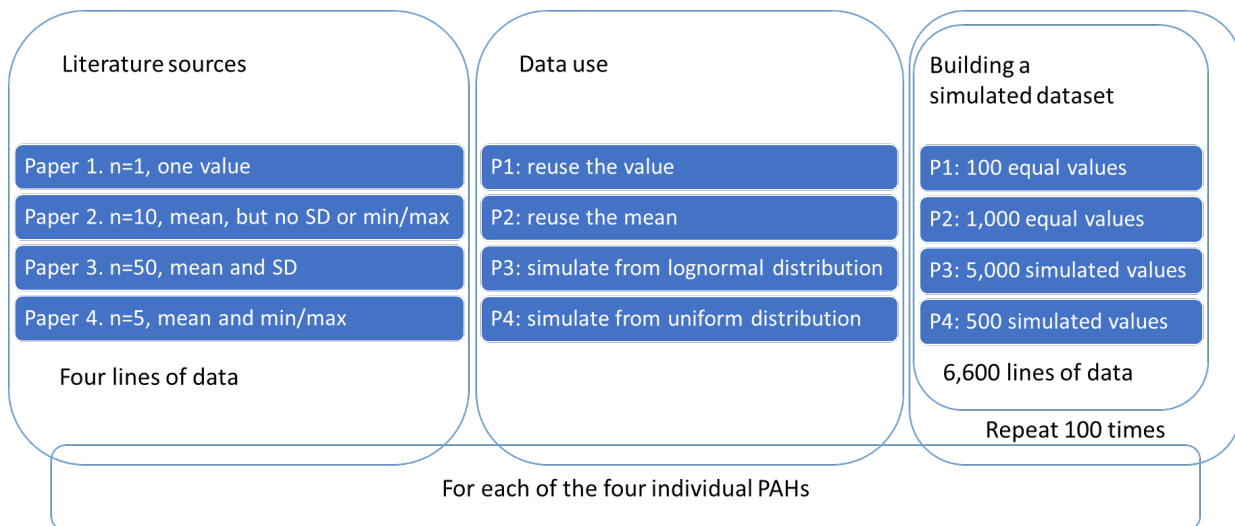 Literature sources
Paper 1. n=1, one value
Paper 2. n=10, mean, but no SD or min/max
Paper 3. n=50, mean and SD
Paper 4. n=5, mean and min/max
Four lines of data
Data use
P1: reuse the value
P2: reuse the mean
P3: simulate from lognormal distribution
P4: simulate from uniform distribution
Building a
simulated dataset
P1: 100 equal values
P2: 1,000 equal values
P3: 5,000 simulated values
P4: 500 simulated values
6,600 lines of data
Repeat 100 times
For each of the four individual PAHs